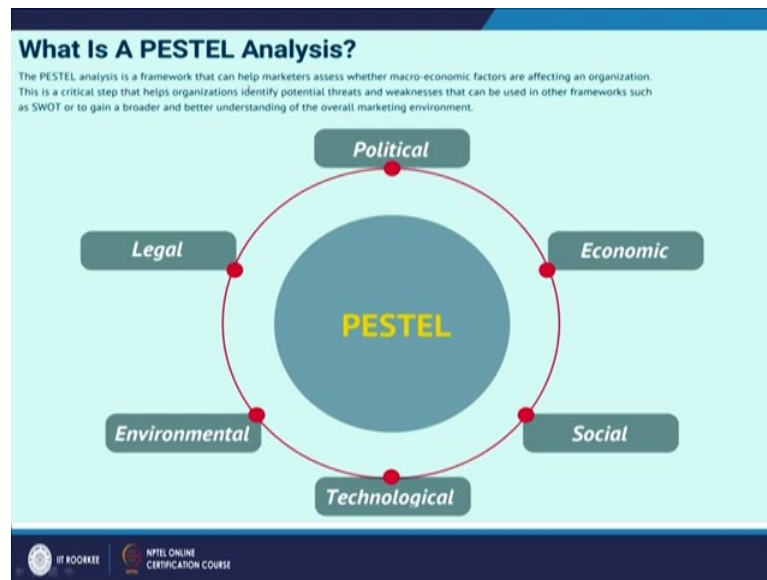 What Is A PESTEL Analysis?
The PESTEL analysis is a framework that can help marketers assess whether macro-economic factors are affecting an organization.
This is a critical step that helps organizations identify potential threats and weaknesses that can be used in other frameworks such
as SWOT or to gain a broader and better understanding of the overall marketing environment.
Political
Legal
Economic
PESTEL
Environmental
Social
Technological
IIT ROORKEE
NPTEL ONLINE
CERTIFICATION COURSE